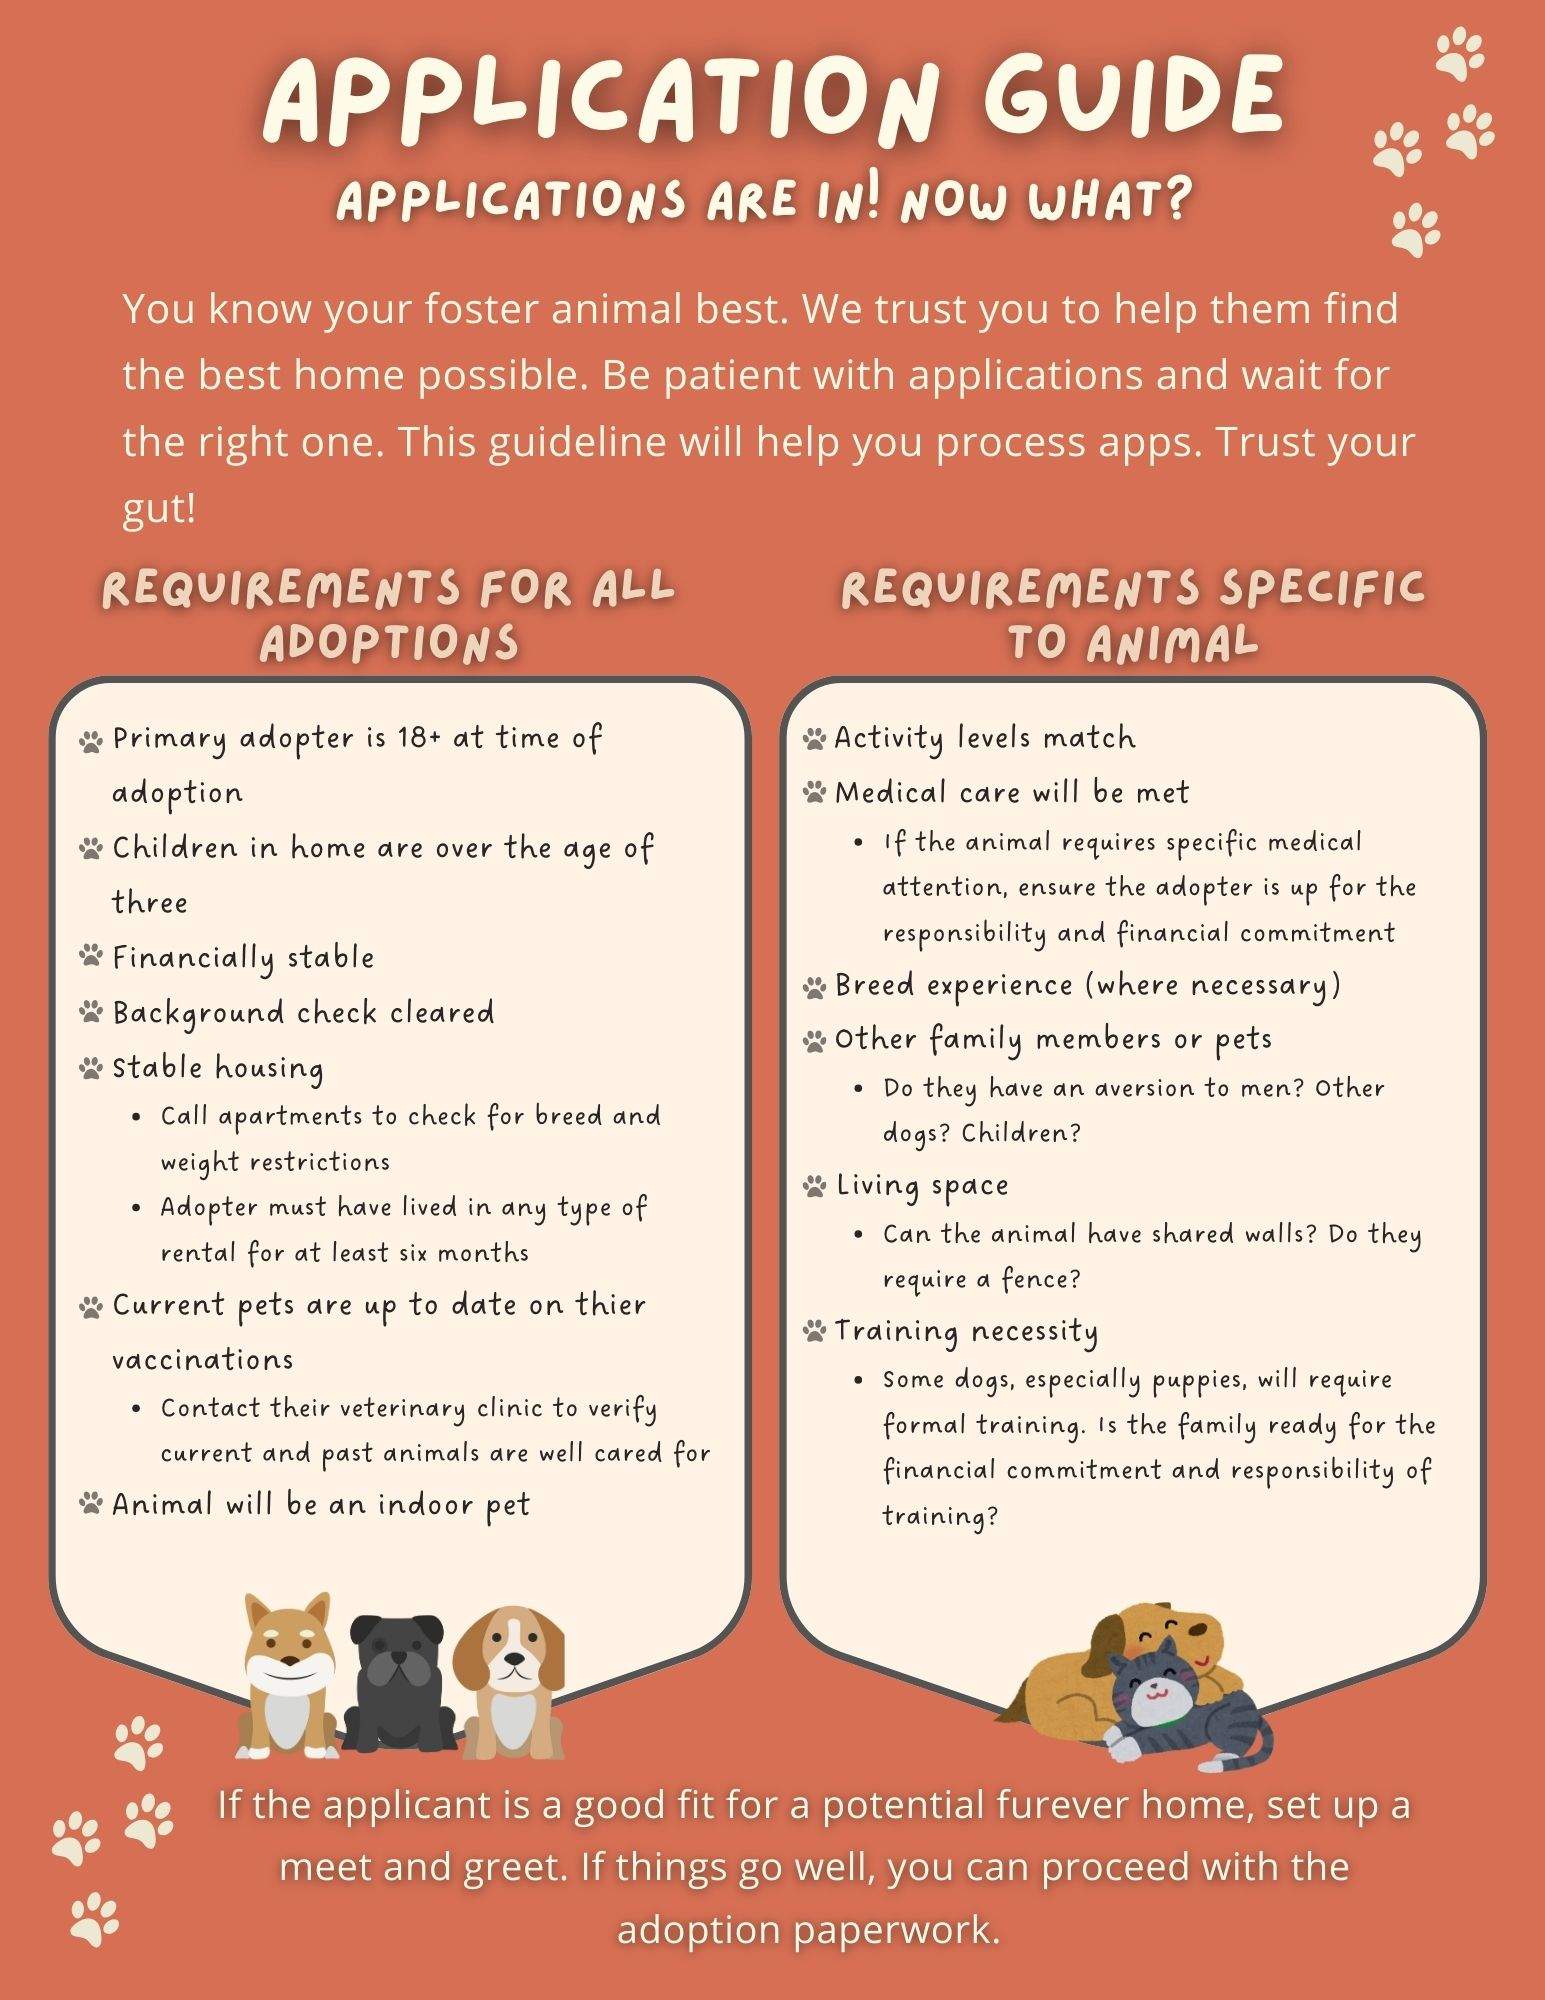 APPLICATION GUIDE
APPLICATIONS ARE IN! NOW WHAT?
You know your foster animal best. We trust you to help them find
the best home possible. Be patient with applications and wait for
the right one. This guideline will help you process apps. Trust your
gut!
REQUIREMENTS FOR ALL
ADOPTIONS
Primary adopter is 18+ at time of
adoption
Children in home are over the age of
three
Financially stable
Background check cleared
Stable housing
• Call apartments to check for breed and
weight restrictions
• Adopter must have lived in any type of
rental for at least six months
Current pets are up to date on thier
vaccinations
• Contact their veterinary clinic to verify
current and past animals are well cared for
Animal will be an indoor pet
REQUIREMENTS SPECIFIC
TO ANIMAL
Activity levels match
Medical care will be met
• If the animal requires specific medical
attention, ensure the adopter is up for the
responsibility and financial commitment
Breed experience (where necessary)
Other family members or pets
• Do they have an aversion to men? Other
dogs? Children?
Living space
• Can the animal have shared walls? Do they
require a fence?
Training necessity
• Some dogs, especially puppies, will require
formal training. Is the family ready for the
financial commitment and responsibility of
training?
If the applicant is a good fit for a potential furever home, set up a
meet and greet. If things go well, you can proceed with the
adoption paperwork.